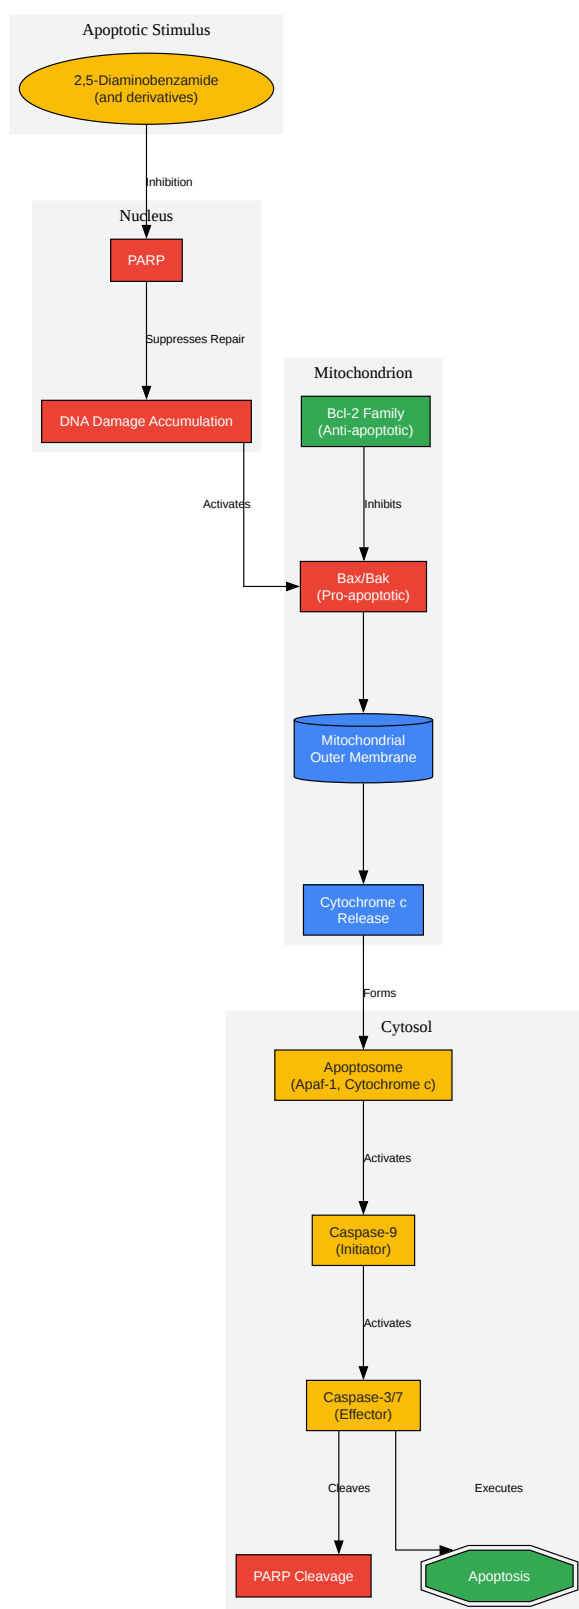 Apoptotic Stimulus
2,5-Diaminobenzamide
(and derivatives)
Inhibition
Nucleus
PARP
Suppresses Repair
DNA Damage Accumulation
Mitochondrion
Bcl-2 Family
(Anti-apoptotic)
Activates
Inhibits
Bax/Bak
(Pro-apoptotic)
Mitochondrial
Outer Membrane
Cytochrome c
Release
Forms
Cytosol
Apoptosome
(Apaf-1, Cytochrome c)
Activates
Caspase-9
(Initiator)
Activates
Caspase-3/7
(Effector)
Cleaves
Executes
PARP Cleavage
Apoptosis